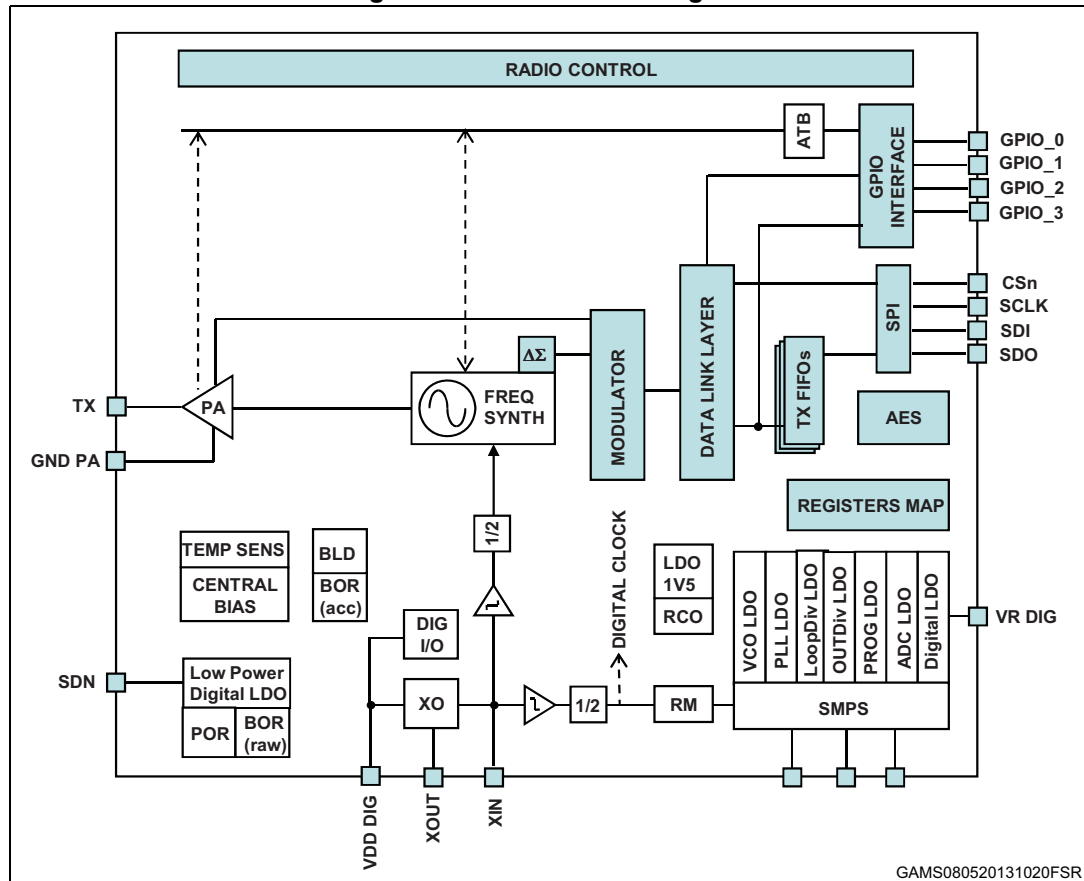 RADIO CONTROL
ATB
GPIO
INTERFACE
GPIO_0
GPIO_1
GPIO_2
GPIO_3
CSn
SCLK
SDI
SDO
SPI
DATA LINK LAYER
TX FIFOs
MODULATOR
ΔΣ
FREQ
SYNTH
PA
TX
GND PA
AES
REGISTERS MAP
1/2
TEMP SENS
CENTRAL
BIAS
BLD
BOR
(acc)
DIG
I/O
DIGITAL CLOCK
LDO
1V5
RCO
VCO LDO
PLL LDO
LoopDiv LDO
OUTDiv LDO
PROG LDO
ADC LDO
Digital LDO
VR DIG
SDN
Low Power
Digital LDO
POR
BOR
(raw)
XO
1/2
RM
SMPS
VDD DIG
XOUT
XIN
GAMS080520131020FSR